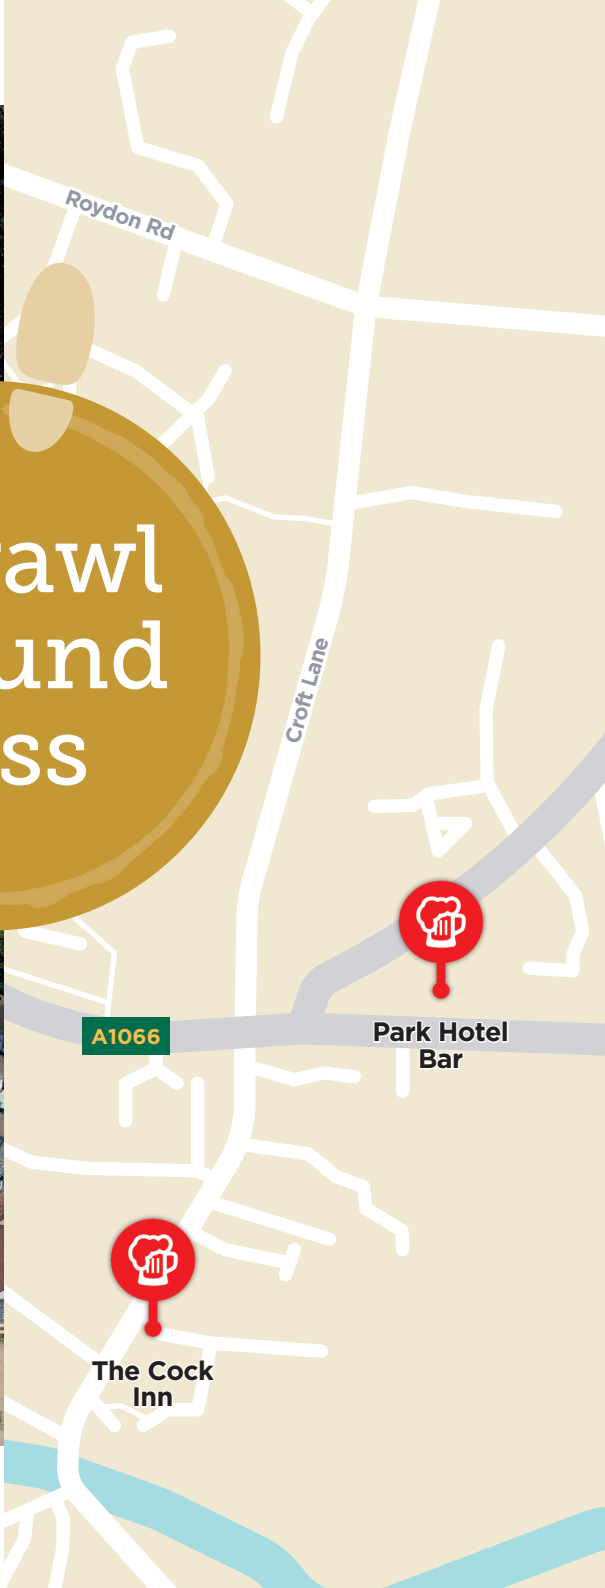 Roydon Rd
awl
und
ss
Croft Lane
A1066
Park Hotel
Bar
The Cock
Inn